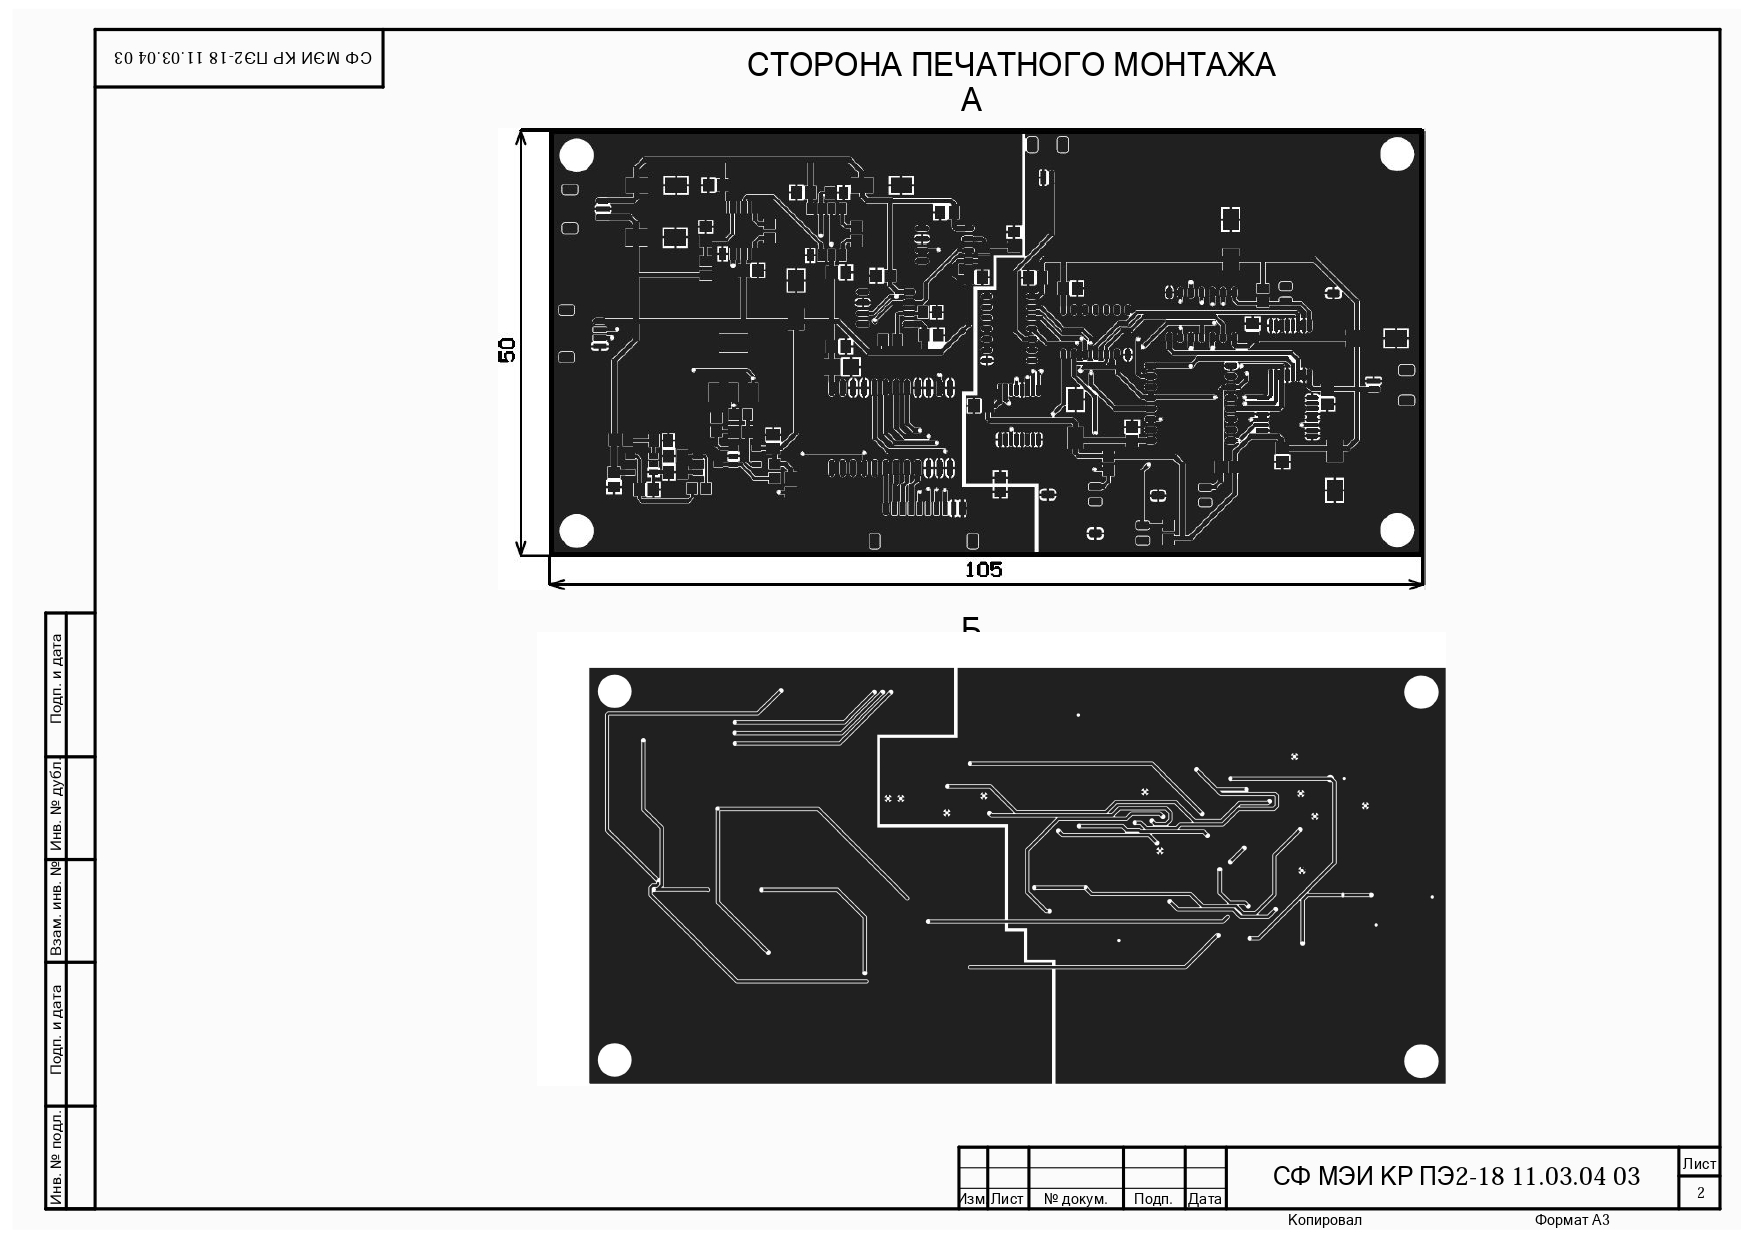 СФ МЭИ КР ПЭ2-18 11.03.04 03
СТОРОНА ПЕЧАТНОГО МОНТАЖА
А
50
105
Б
Подп. и дата
Инв. № дубл.
Взам. инв. №
Подп. и дата
Инв. № подл.
Изм
Лист
№ докум.
Подп.
Дата
СФ МЭИ КР ПЭ2-18 11.03.04 03
Лист
2
Копировал
Формат А3